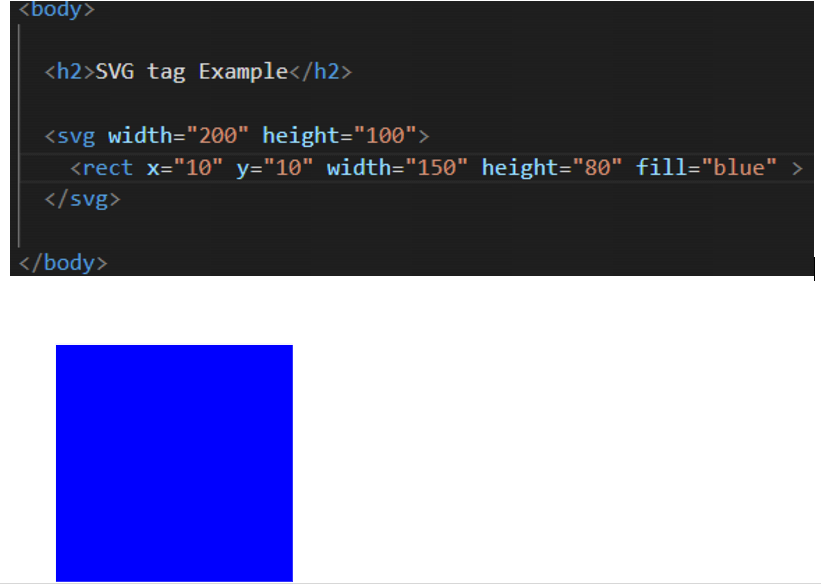 <body>
<h2>SVG tag Example</h2>
<svg width="200" height="100">
<rect x="10" y="10" width="150" height="80" fill="blue" >
</svg>
</body>